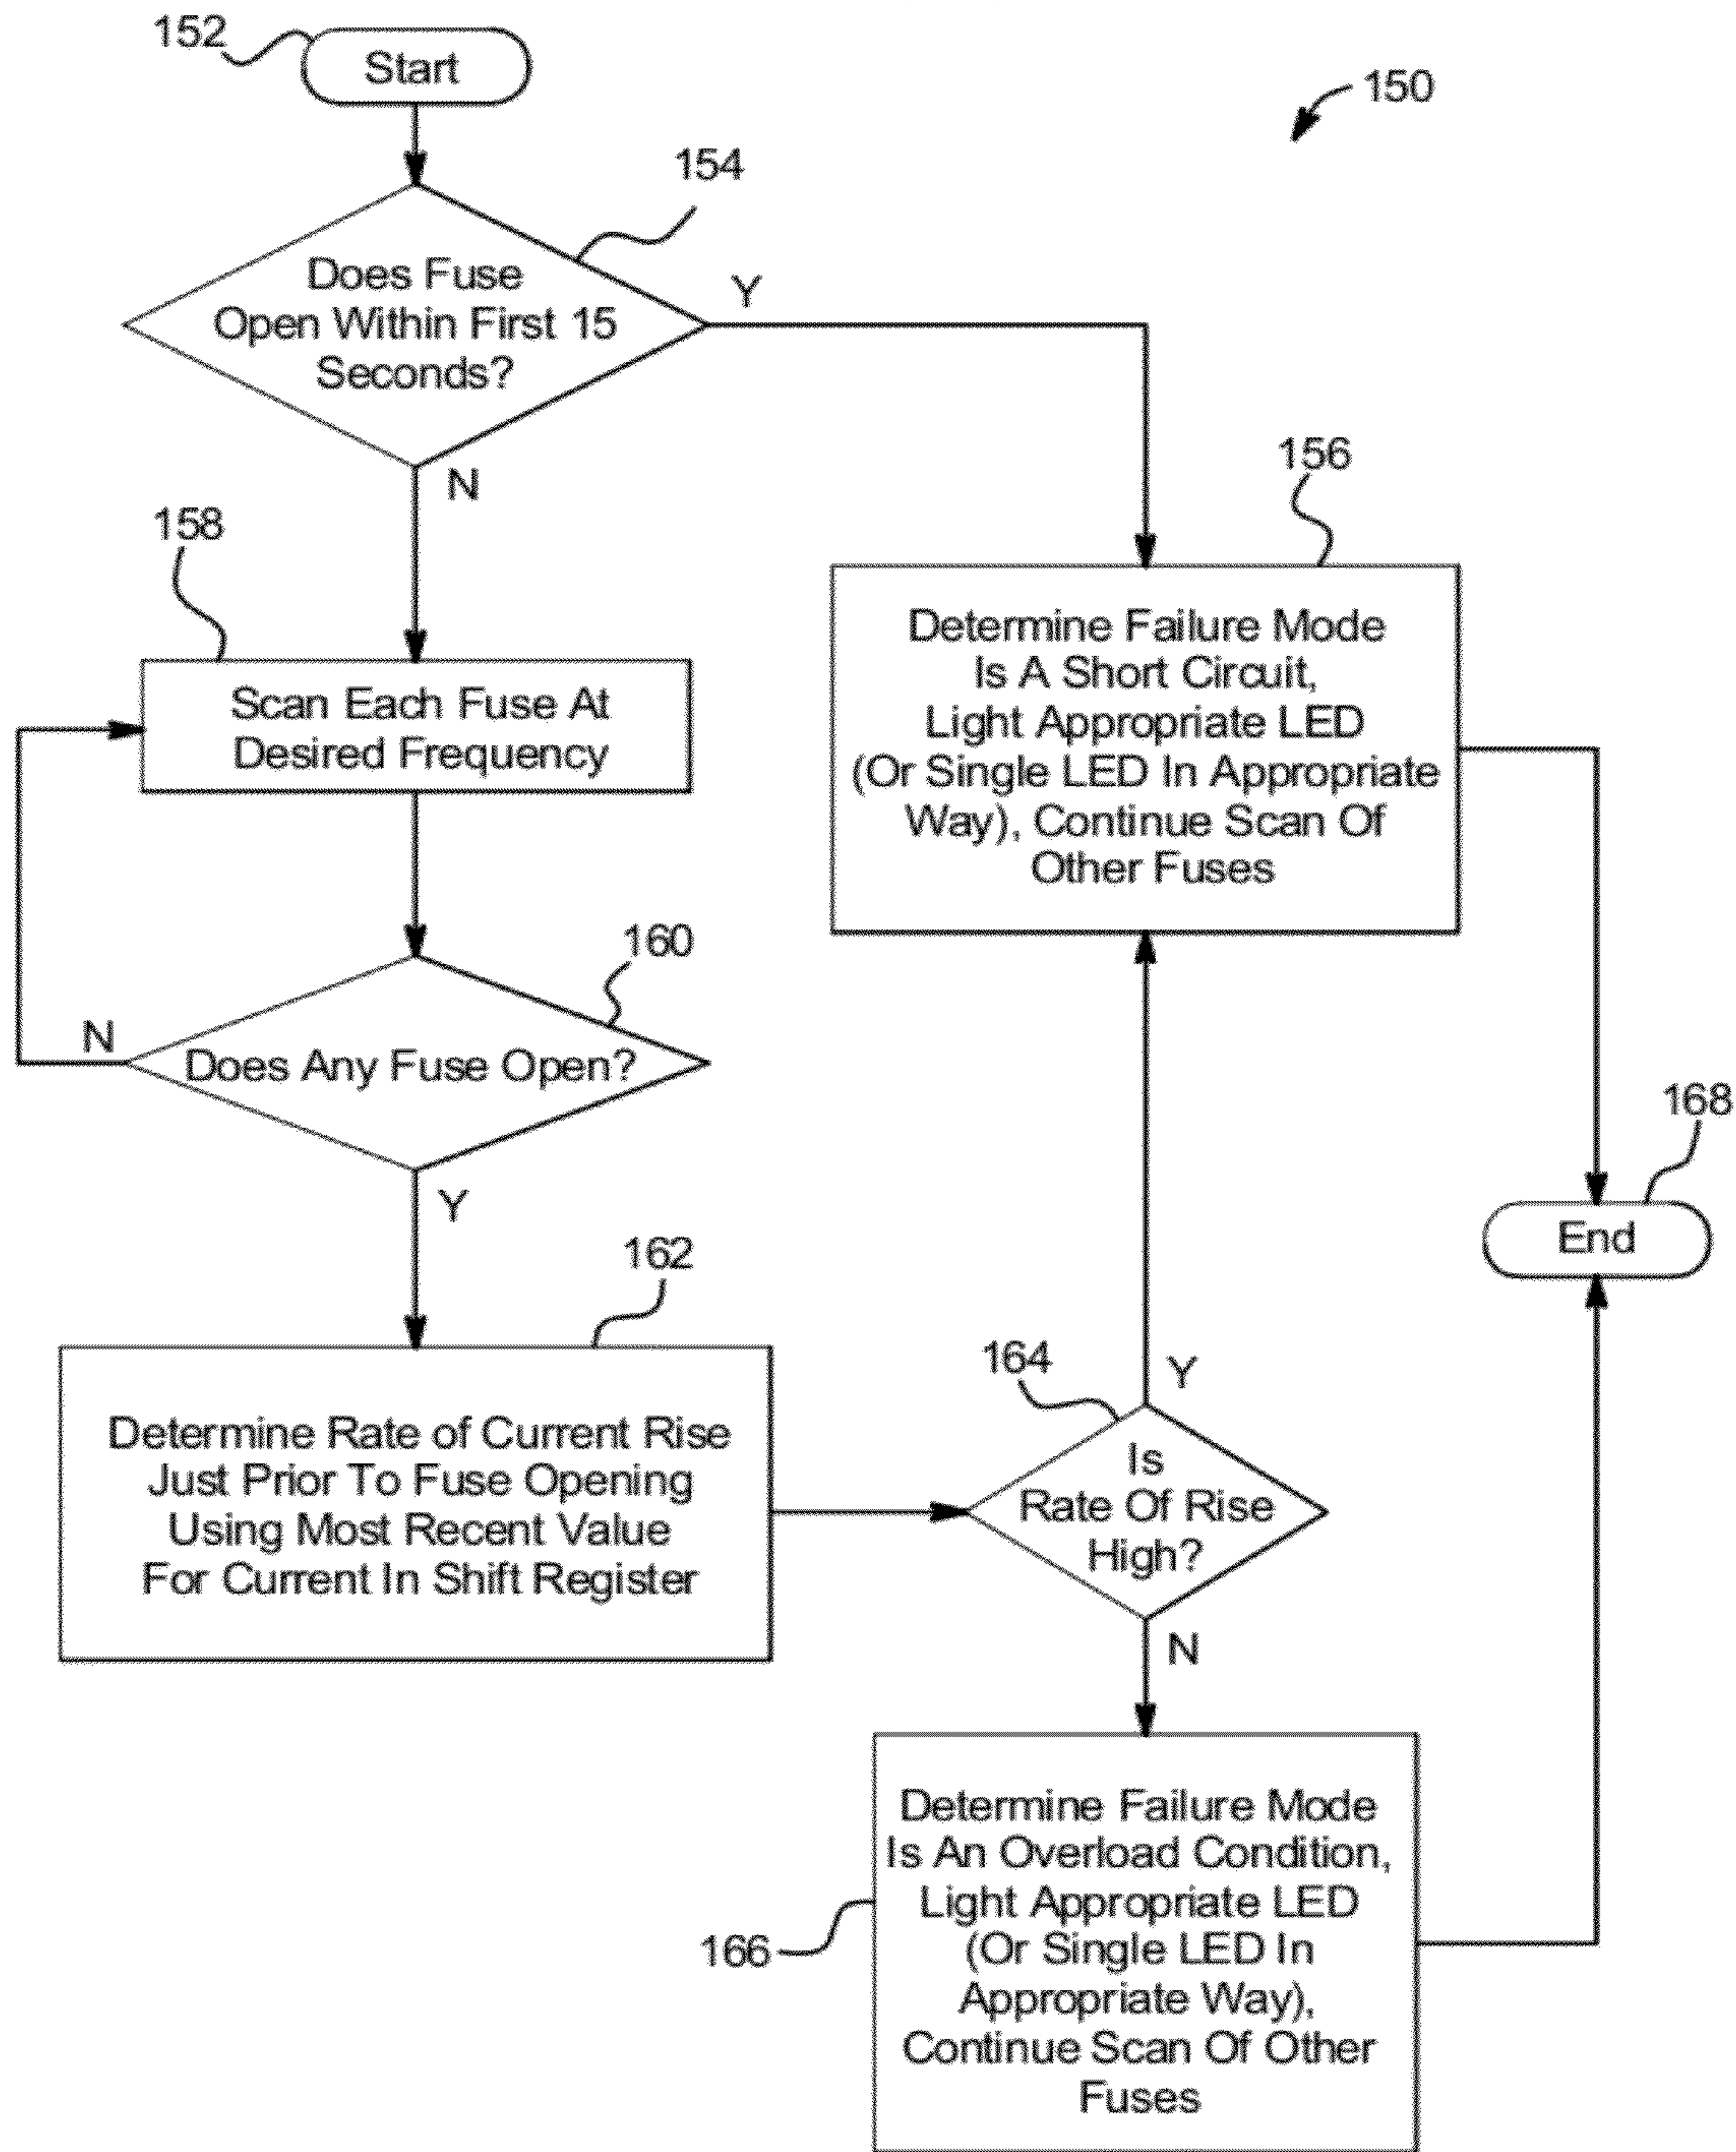 152
Start
150
154
Does Fuse
Open Within First 15
Seconds?
Y
N
156
158
Determine Failure Mode
Is A Short Circuit,
Light Appropriate LED
(Or Single LED In Appropriate
Way), Continue Scan Of
Other Fuses
Scan Each Fuse At
Desired Frequency
160
N
Does Any Fuse Open?
Y
168
End
162
Determine Rate of Current Rise
Just Prior To Fuse Opening
Using Most Recent Value
For Current In Shift Register
164
Y
Is
Rate Of Rise
High?
N
166
Determine Failure Mode
Is An Overload Condition,
Light Appropriate LED
(Or Single LED In
Appropriate Way),
Continue Scan Of Other
Fuses